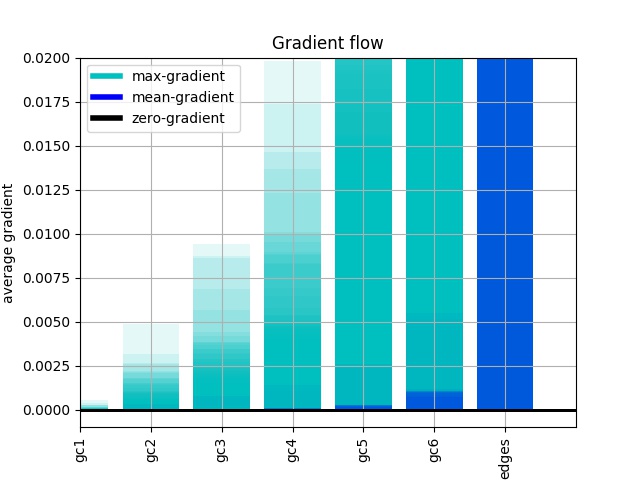 Gradient flow
max-gradient
mean-gradient
zero-gradient
average gradient
0.0200
0.0175
0.0150
0.0125
0.0100
0.0075
0.0050
0.0025
0.0000
gc1
gc2
gc3
gc4
gc5
gc6
edges